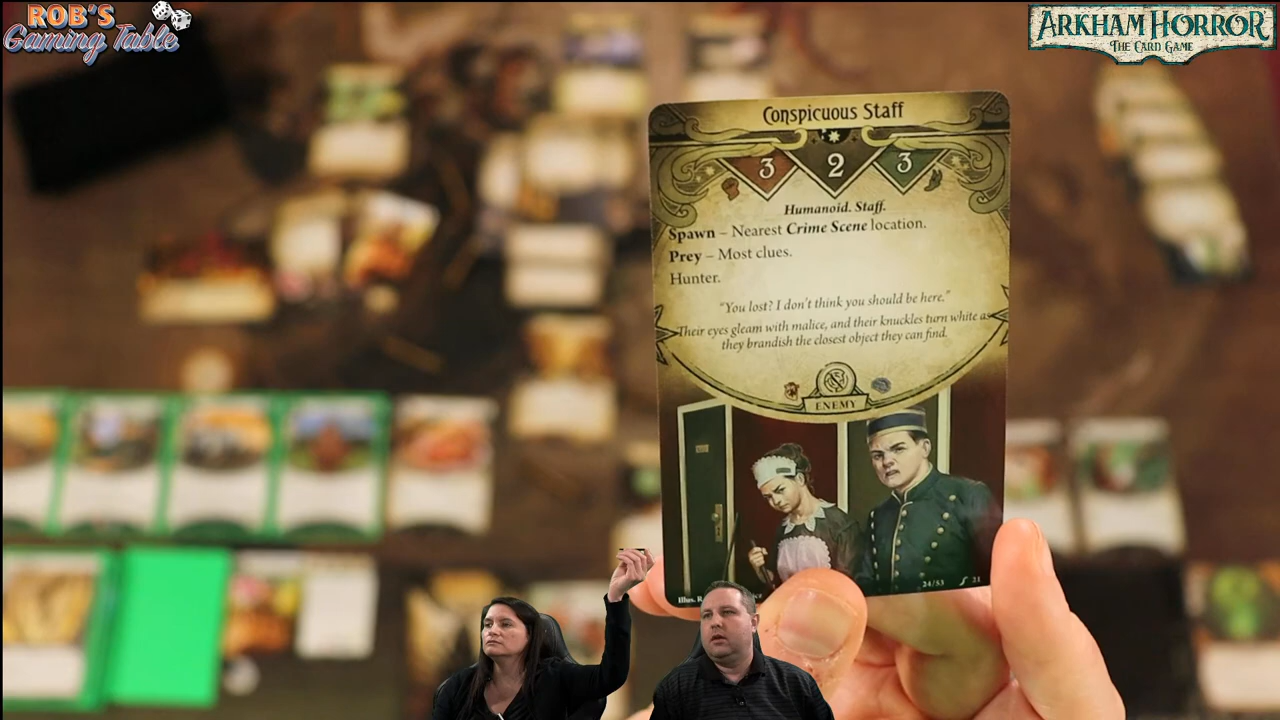 ROB'S
Gaming Table
ARKHAM HORROR
THE CARD GAME
Conspicuous Staff
3 2 3
Humanoid. Staff.
Spawn – Nearest Crime Scene location.
Prey – Most clues.
Hunter.
"You lost? I don't think you should be here."
Their eyes gleam with malice, and their knuckles turn white as
they brandish the closest object they can find.
ENEMY
24/53 21
Illus.